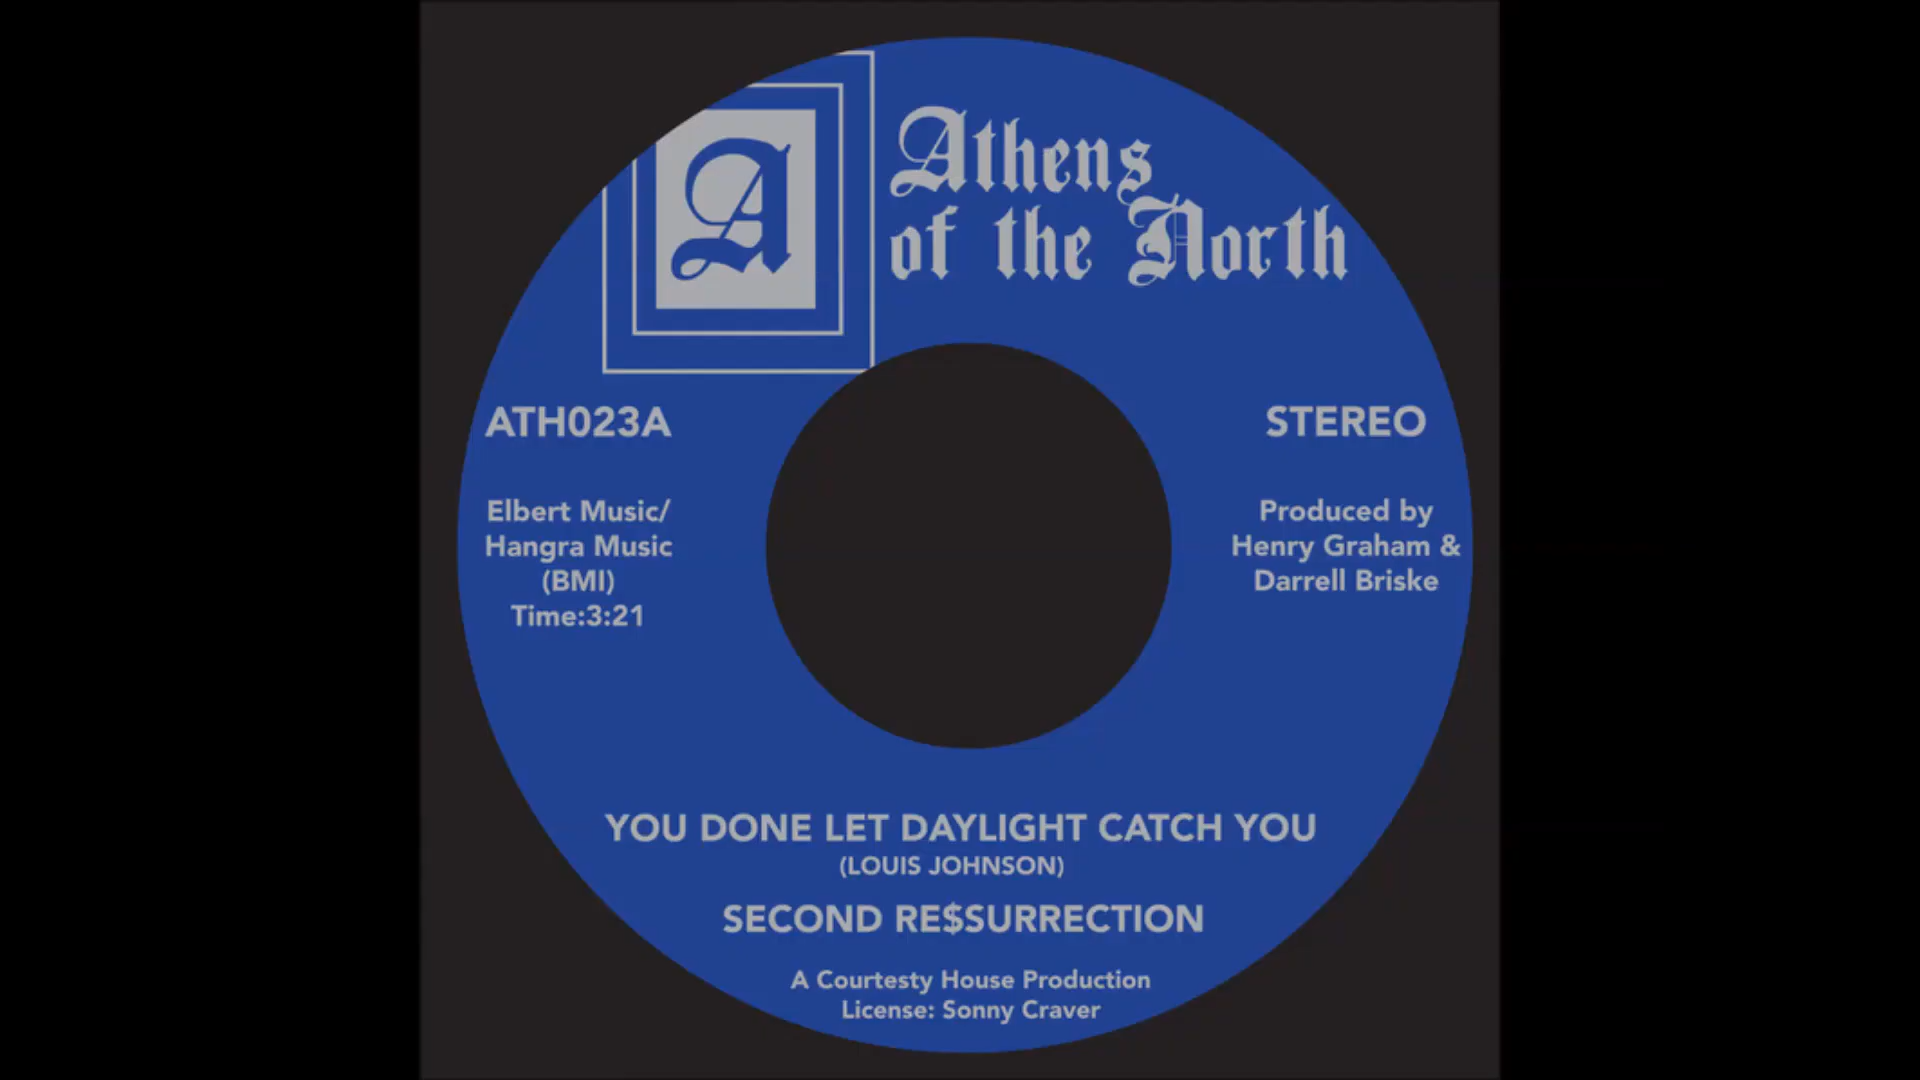 A
Athens
of the North
ATH023A
STEREO
Elbert Music/
Hangra Music
(BMI)
Time:3:21
Produced by
Henry Graham &
Darrell Briske
YOU DONE LET DAYLIGHT CATCH YOU
(LOUIS JOHNSON)
SECOND RE$SURRECTION
A Courtesty House Production
License: Sonny Craver